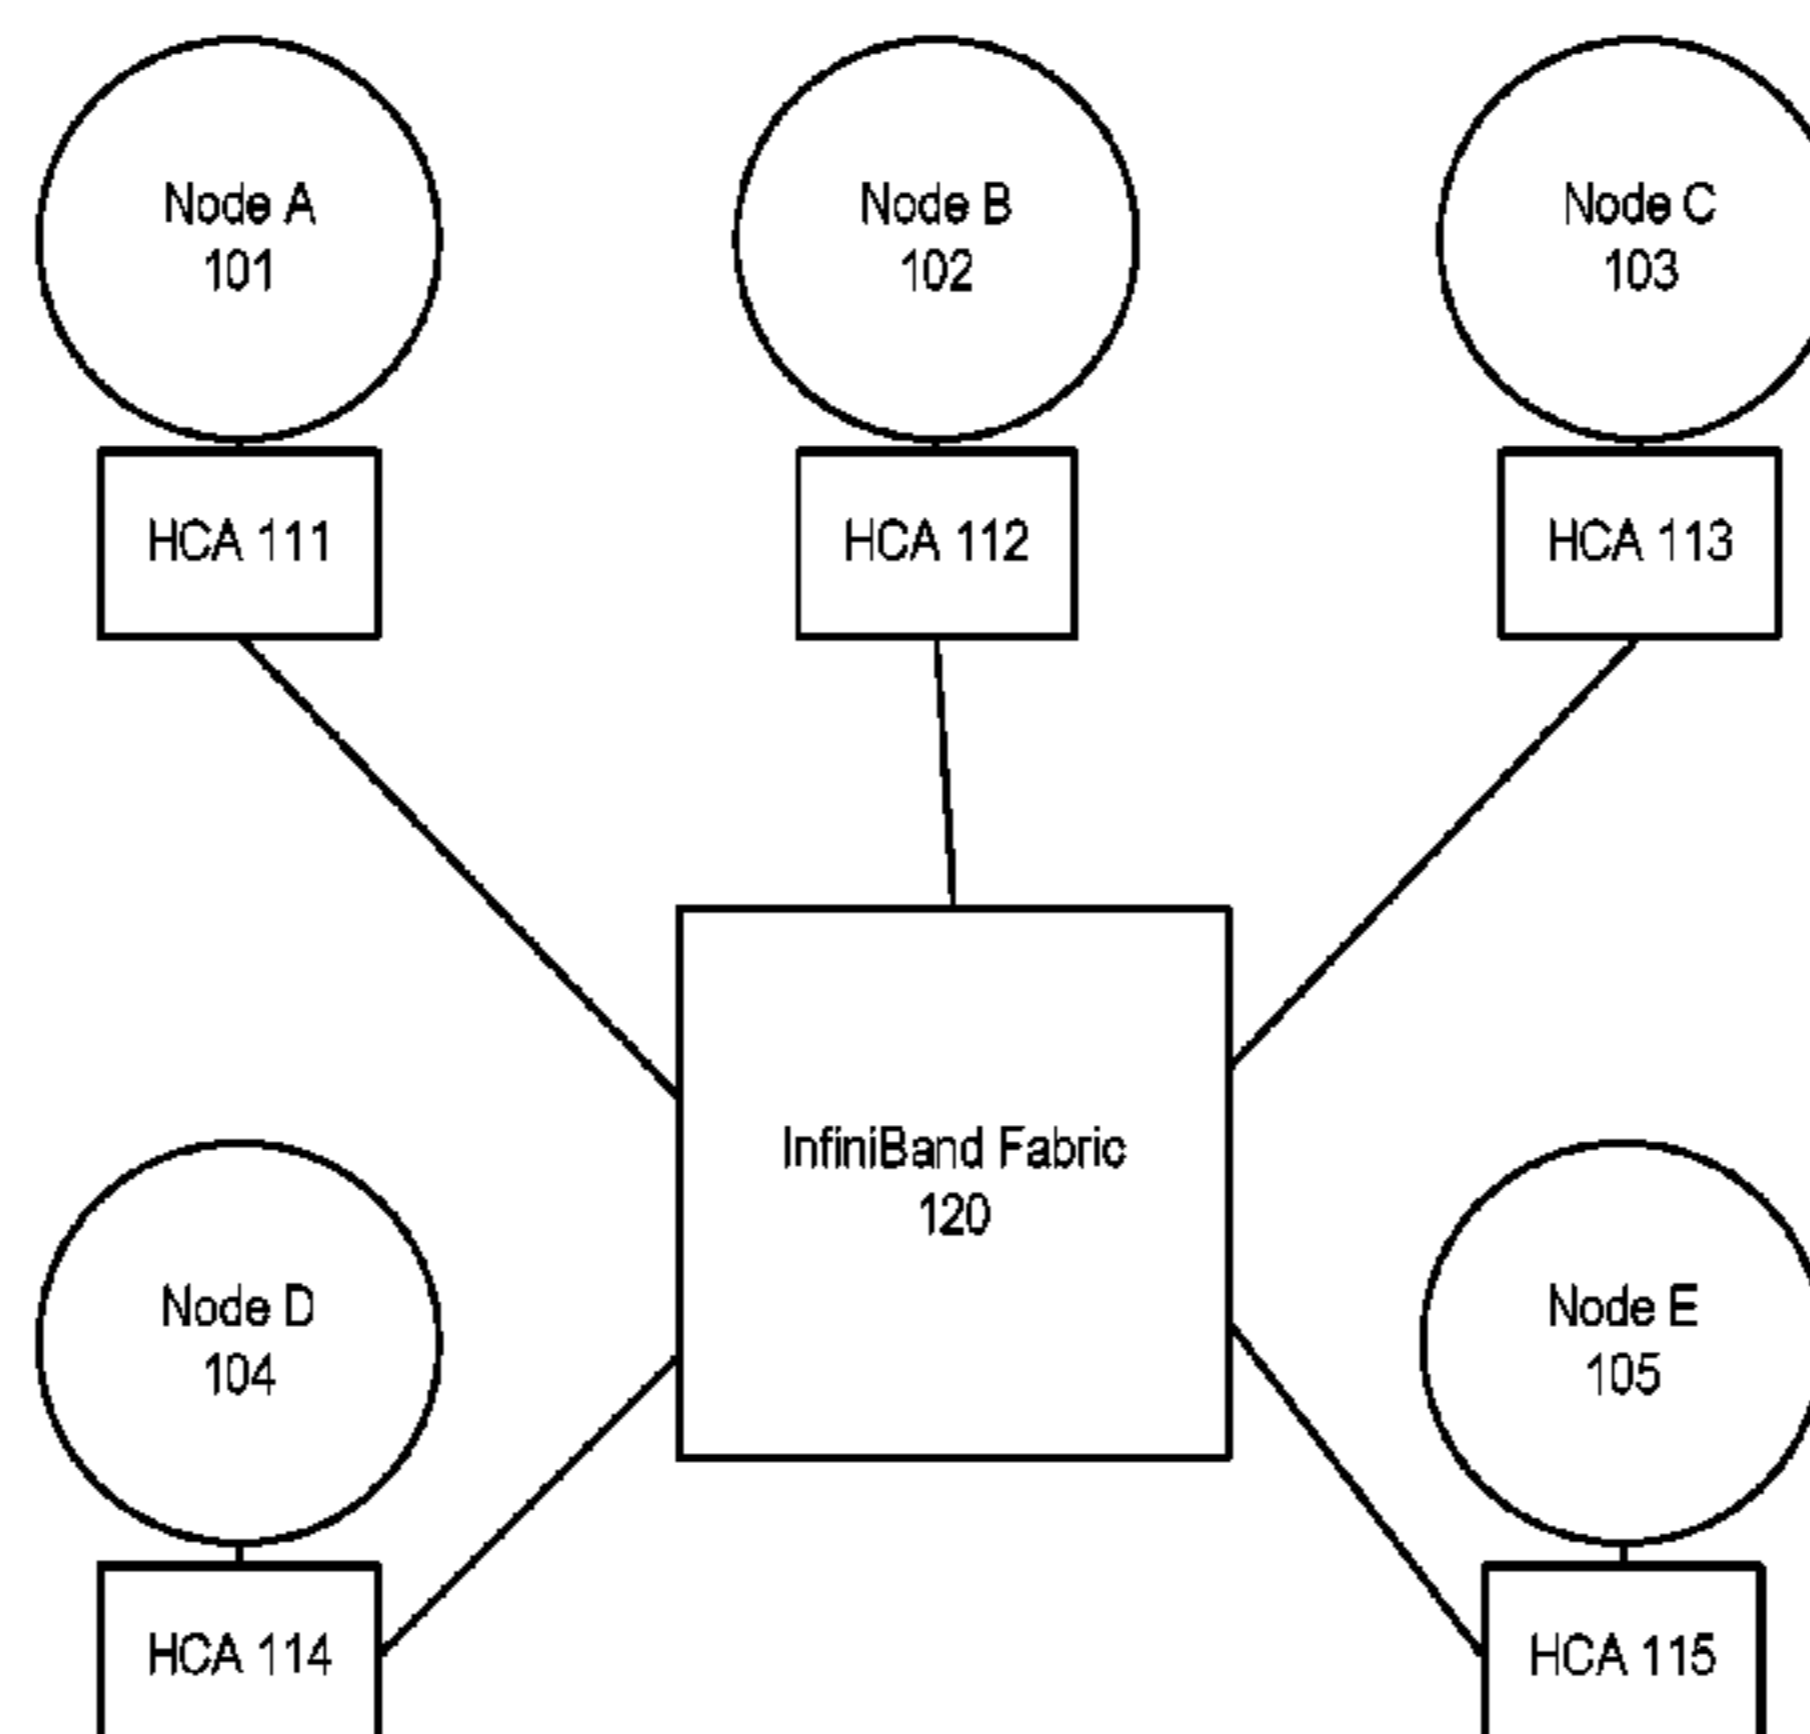 Node A
101
Node B
102
Node C
103
HCA 111
HCA 112
HCA 113
InfiniBand Fabric
120
Node D
104
Node E
105
HCA 114
HCA 115